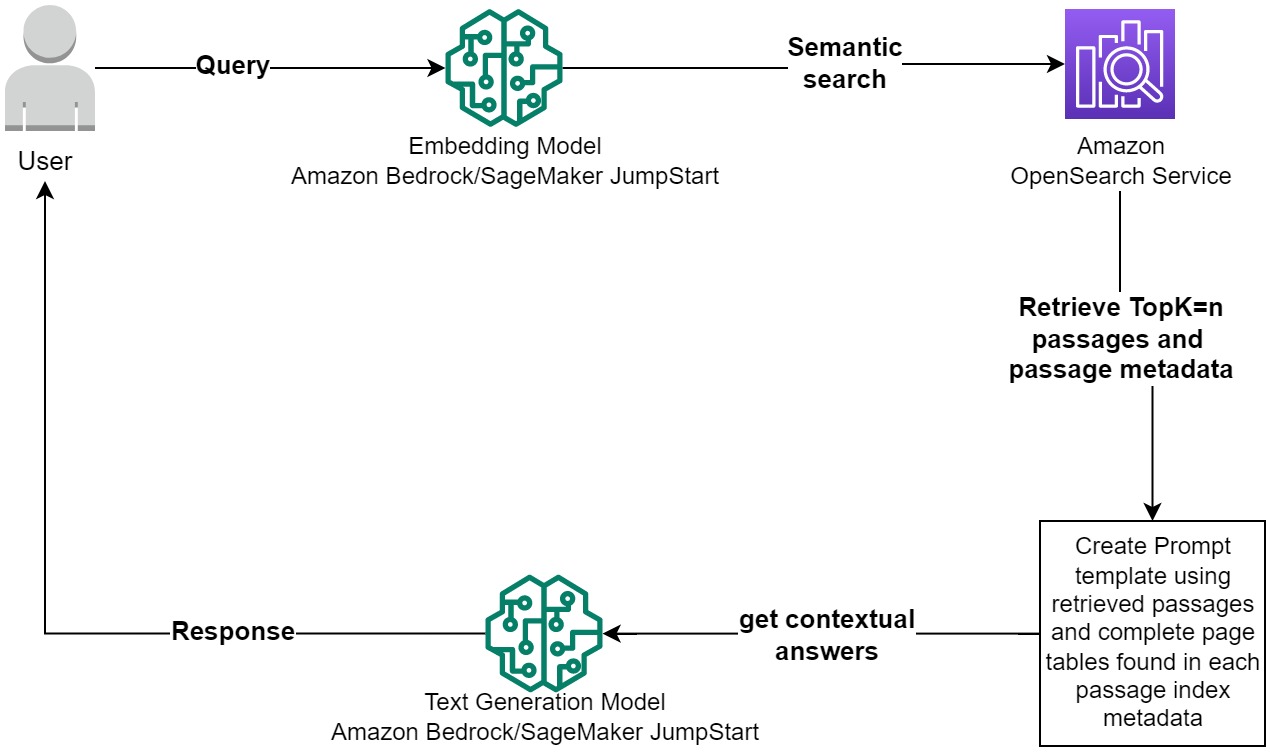 Query
Semantic
search
User
Embedding Model
Amazon Bedrock/SageMaker JumpStart
Amazon
OpenSearch Service
Retrieve TopK=n
passages and
passage metadata
Create Prompt
template using
retrieved passages
and complete page
tables found in each
passage index
metadata
get contextual
answers
Text Generation Model
Amazon Bedrock/SageMaker JumpStart
Response